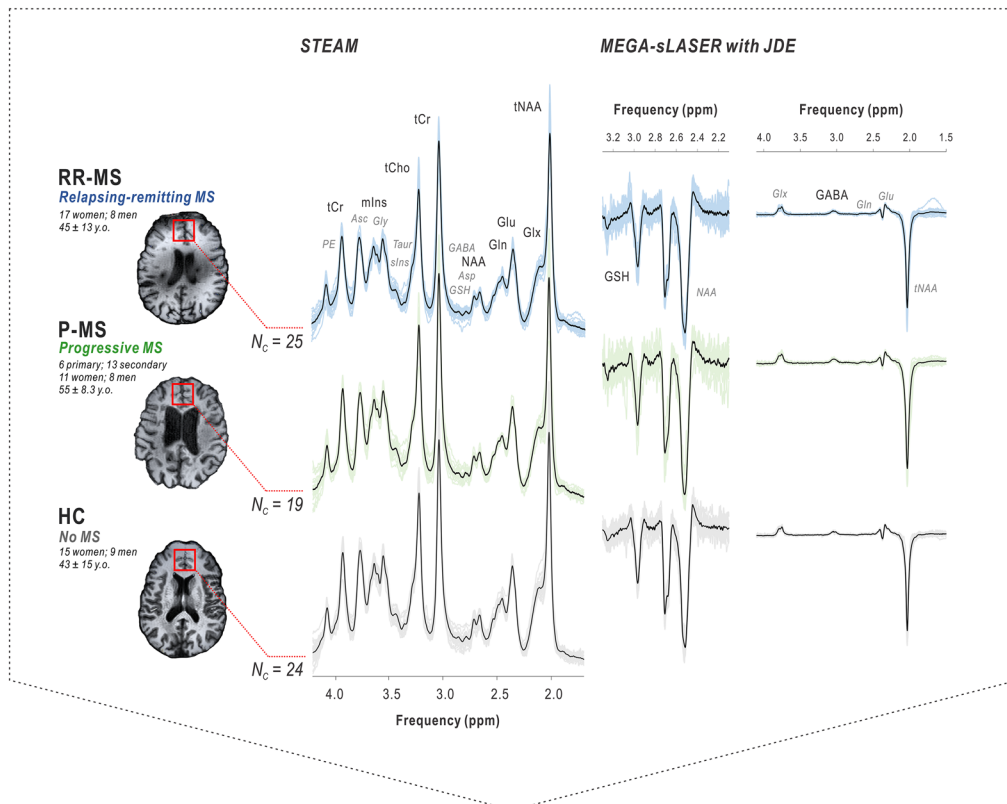 STEAM
MEGA-sLASER with JDE
RR-MS
Relapsing-remitting MS
17 women; 8 men
45 ± 13 y.o.
N_C = 25
P-MS
Progressive MS
6 primary; 13 secondary
11 women; 8 men
55 ± 8.3 y.o.
N_C = 19
HC
No MS
15 women; 9 men
43 ± 15 y.o.
N_C = 24
tNAA
tCr
tCho
mIns
tCr
Asc
Gly
PE
Taur
sIns
GABA
NAA
Asp
GSH
Glu
Gln
Glx
4.0 3.5 3.0 2.5 2.0
Frequency (ppm)
Frequency (ppm)
3.2 3.0 2.8 2.6 2.4 2.2
GSH
NAA
Frequency (ppm)
4.0 3.5 3.0 2.5 2.0 1.5
Glx
GABA
Gln
Glu
tNAA